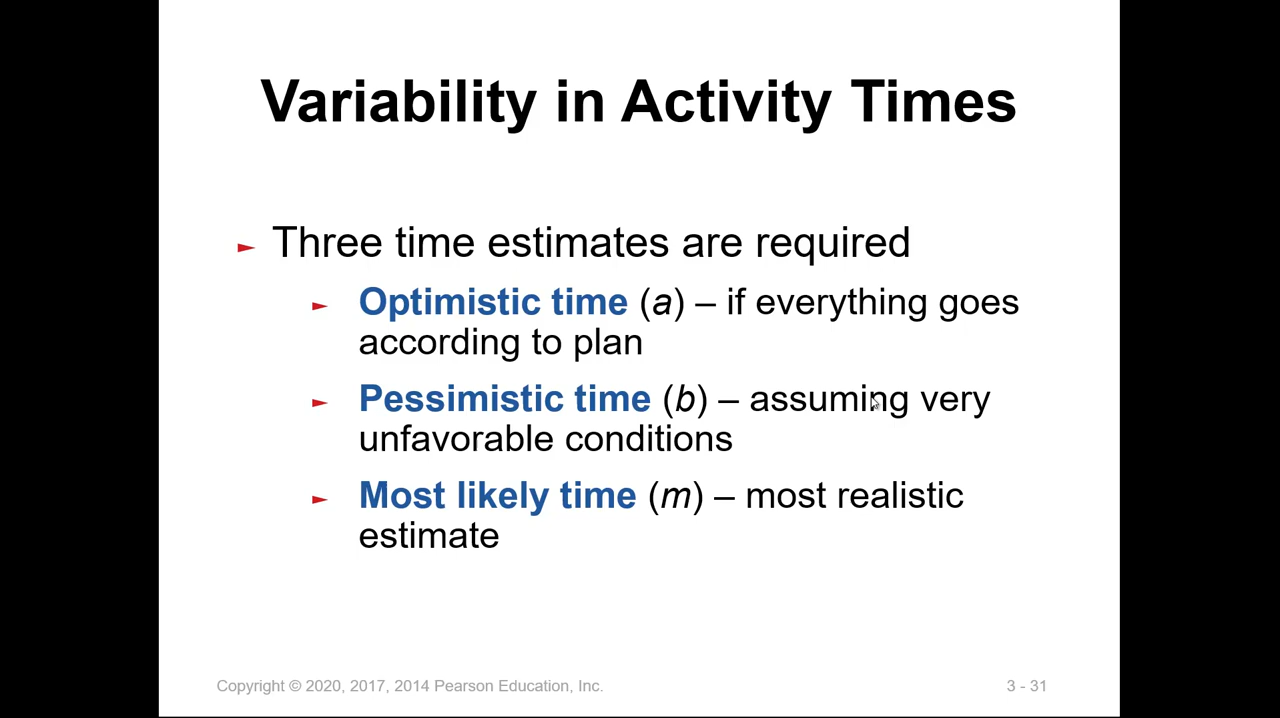 Variability in Activity Times
► Three time estimates are required
► Optimistic time (a) – if everything goes
according to plan
► Pessimistic time (b) – assuming very
unfavorable conditions
► Most likely time (m) – most realistic
estimate
Copyright © 2020, 2017, 2014 Pearson Education, Inc.
3 - 31